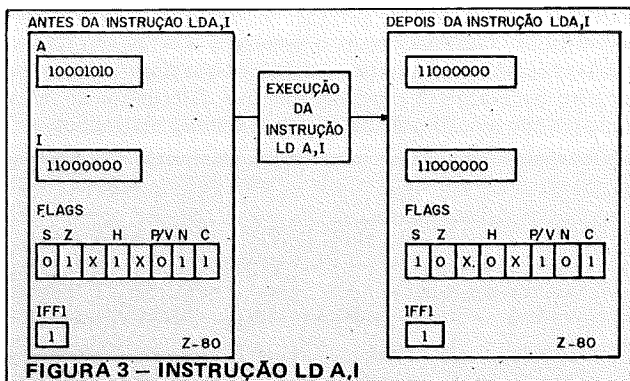 ANTES DA INSTRUÇÃO LDA,I
A
10001010
I
11000000
FLAGS
S Z H P/V N C
0 1 X 1 X 0 1 1
IFF1
1
Z-80
EXECUÇÃO
DA
INSTRUÇÃO
LD A,I
DEPOIS DA INSTRUÇÃO LDA,I
11000000
11000000
FLAGS
S Z H P/V N C
1 0 X 0 X 1 0 1
IFF1
1
Z-80
FIGURA 3 – INSTRUÇÃO LD A,I